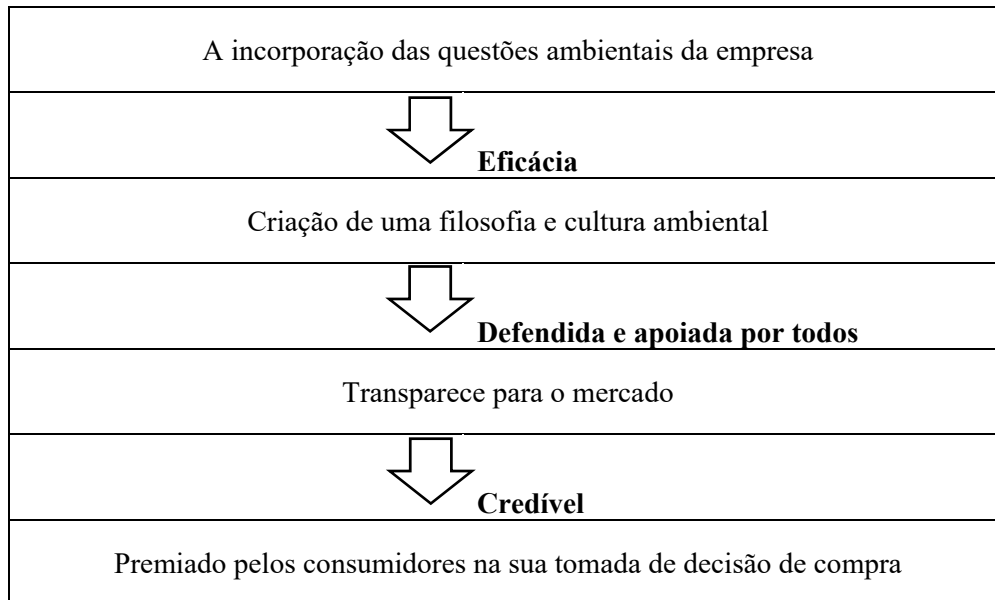 A incorporação das questões ambientais da empresa
Eficácia
Criação de uma filosofia e cultura ambiental
Defendida e apoiada por todos
Transparece para o mercado
Credível
Premiado pelos consumidores na sua tomada de decisão de compra